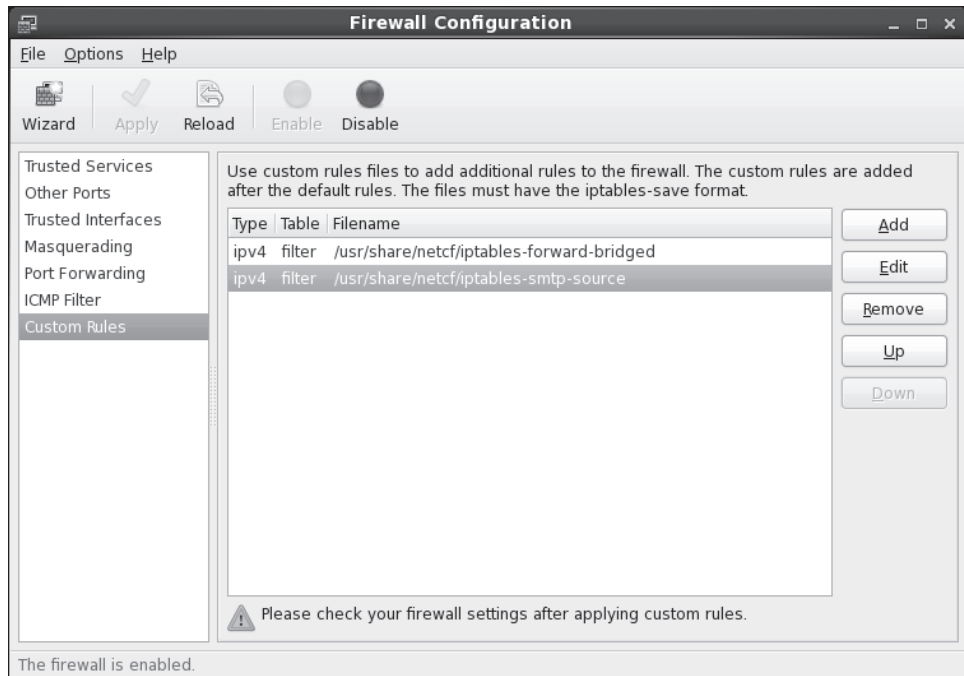 Firewall Configuration
File Options Help
Wizard Apply Reload Enable Disable
Trusted Services
Other Ports
Trusted Interfaces
Masquerading
Port Forwarding
ICMP Filter
Custom Rules
Use custom rules files to add additional rules to the firewall. The custom rules are added
after the default rules. The files must have the iptables-save format.
Type Table Filename
ipv4 filter /usr/share/netcf/iptables-forward-bridged
ipv4 filter /usr/share/netcf/iptables-smtp-source
Add
Edit
Remove
Up
Down
Please check your firewall settings after applying custom rules.
The firewall is enabled.